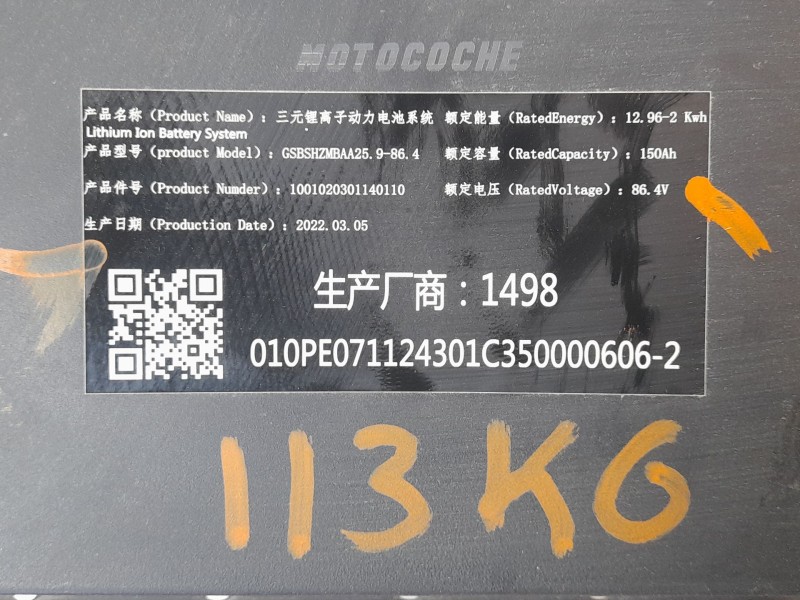 MOTOCOCHE
产品名称（Product Name）：三元锂离子动力电池系统 额定能量（RatedEnergy）：12.96-2 Kwh
Lithium Ion Battery System
产品型号（product Model）：GSBSHZMBAA25.9-86.4 额定容量（RatedCapacity）：150Ah
产品件号（Product Numder）：1001020301140110 额定电压（RatedVoltage）：86.4V
生产日期（Production Date）：2022.03.05
生产厂商：1498
010PE071124301C350000606-2
113KG